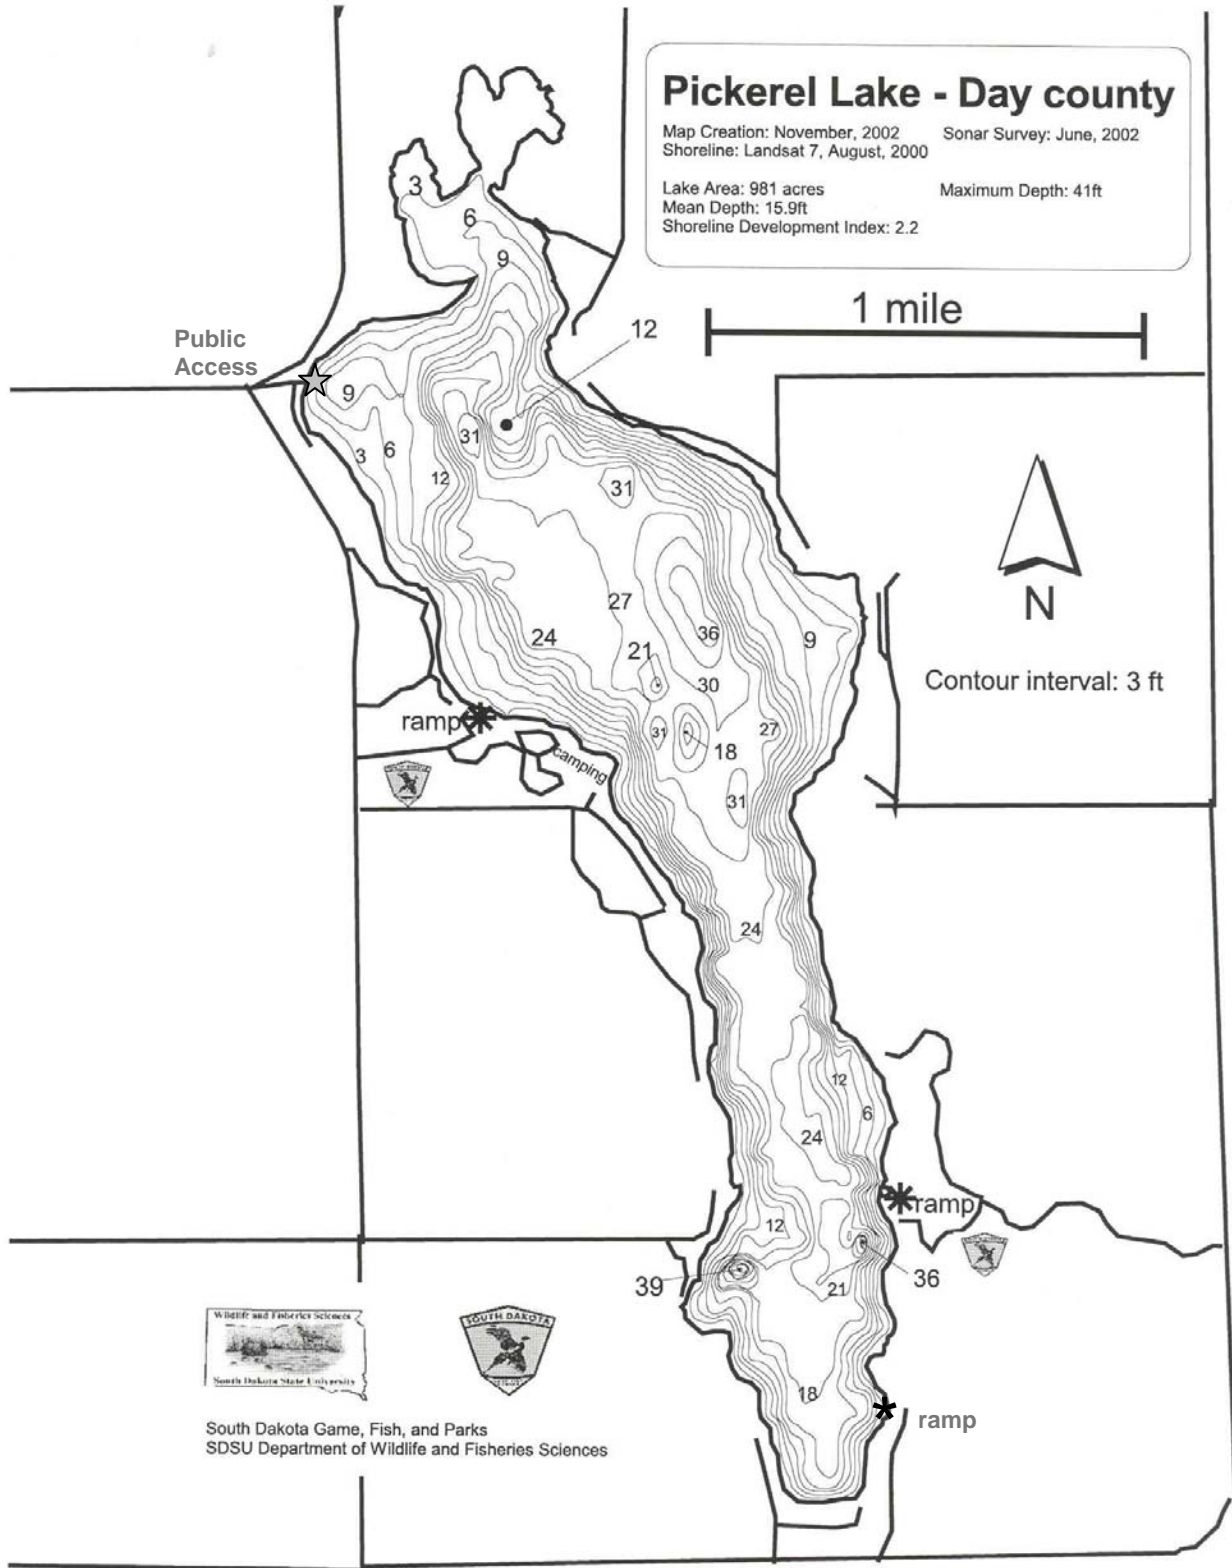 Pickerel Lake - Day county
Map Creation: November, 2002 Sonar Survey: June, 2002
Shoreline: Landsat 7, August, 2000
Lake Area: 981 acres Maximum Depth: 41ft
Mean Depth: 15.9ft
Shoreline Development Index: 2.2
1 mile
3
6
9
12
Public
Access
9
31
3
6
12
31
N
27
36
9
24
21
30
Contour interval: 3 ft
ramp
31
18
27
camping
31
24
12
6
24
ramp
12
39
36
21
Wildlife and Fisheries Sciences
South Dakota State University
SOUTH DAKOTA
18
ramp
South Dakota Game, Fish, and Parks
SDSU Department of Wildlife and Fisheries Sciences